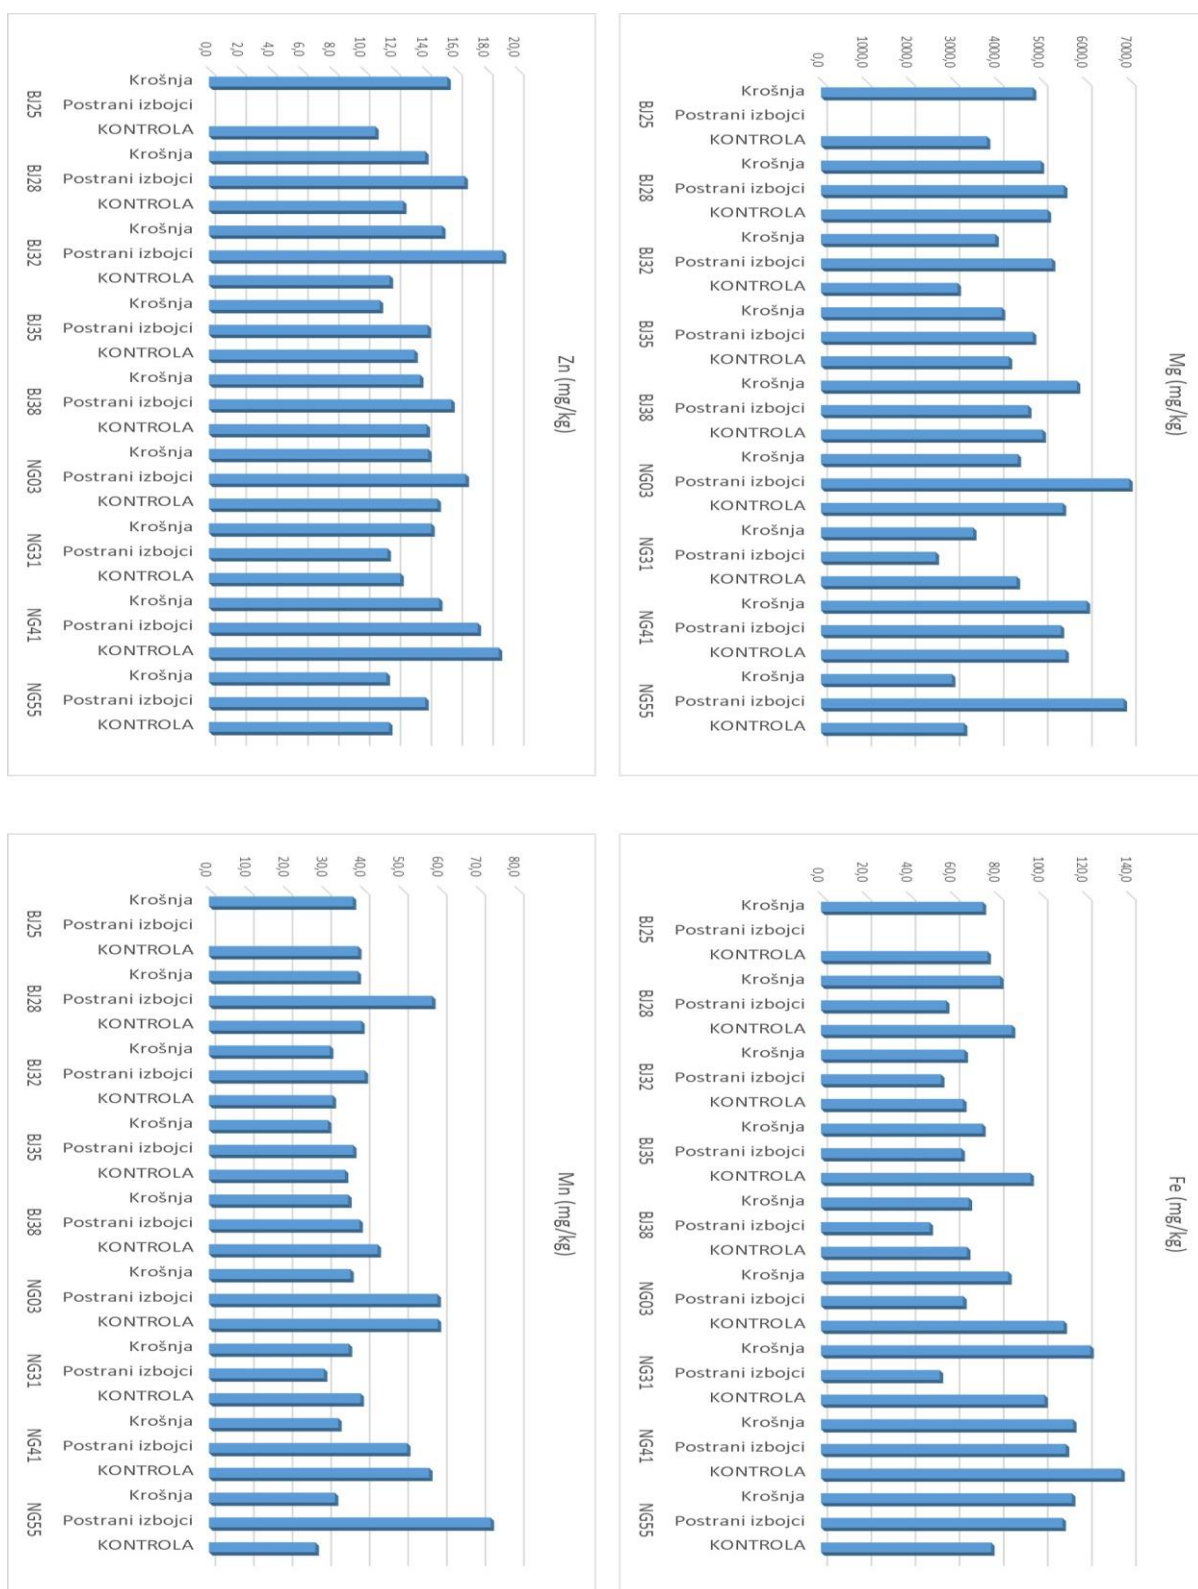 Mg (mg/kg)
7000,0
6000,0
5000,0
4000,0
3000,0
2000,0
1000,0
0,0
Krošnja
Postrani izbojci
KONTROLA
Krošnja
Postrani izbojci
KONTROLA
Krošnja
Postrani izbojci
KONTROLA
Krošnja
Postrani izbojci
KONTROLA
Krošnja
Postrani izbojci
KONTROLA
Krošnja
Postrani izbojci
KONTROLA
Krošnja
Postrani izbojci
KONTROLA
Krošnja
Postrani izbojci
KONTROLA
Krošnja
Postrani izbojci
KONTROLA
BJ25 BJ28 BJ32 BJ35 BJ38 NG03 NG31 NG41 NG55
Fe (mg/kg)
140,0
120,0
100,0
80,0
60,0
40,0
20,0
0,0
Krošnja
Postrani izbojci
KONTROLA
Krošnja
Postrani izbojci
KONTROLA
Krošnja
Postrani izbojci
KONTROLA
Krošnja
Postrani izbojci
KONTROLA
Krošnja
Postrani izbojci
KONTROLA
Krošnja
Postrani izbojci
KONTROLA
Krošnja
Postrani izbojci
KONTROLA
Krošnja
Postrani izbojci
KONTROLA
Krošnja
Postrani izbojci
KONTROLA
BJ25 BJ28 BJ32 BJ35 BJ38 NG03 NG31 NG41 NG55
Zn (mg/kg)
20,0
18,0
16,0
14,0
12,0
10,0
8,0
6,0
4,0
2,0
0,0
Krošnja
Postrani izbojci
KONTROLA
Krošnja
Postrani izbojci
KONTROLA
Krošnja
Postrani izbojci
KONTROLA
Krošnja
Postrani izbojci
KONTROLA
Krošnja
Postrani izbojci
KONTROLA
Krošnja
Postrani izbojci
KONTROLA
Krošnja
Postrani izbojci
KONTROLA
Krošnja
Postrani izbojci
KONTROLA
Krošnja
Postrani izbojci
KONTROLA
BJ25 BJ28 BJ32 BJ35 BJ38 NG03 NG31 NG41 NG55
Mn (mg/kg)
80,0
70,0
60,0
50,0
40,0
30,0
20,0
10,0
0,0
Krošnja
Postrani izbojci
KONTROLA
Krošnja
Postrani izbojci
KONTROLA
Krošnja
Postrani izbojci
KONTROLA
Krošnja
Postrani izbojci
KONTROLA
Krošnja
Postrani izbojci
KONTROLA
Krošnja
Postrani izbojci
KONTROLA
Krošnja
Postrani izbojci
KONTROLA
Krošnja
Postrani izbojci
KONTROLA
Krošnja
Postrani izbojci
KONTROLA
BJ25 BJ28 BJ32 BJ35 BJ38 NG03 NG31 NG41 NG55